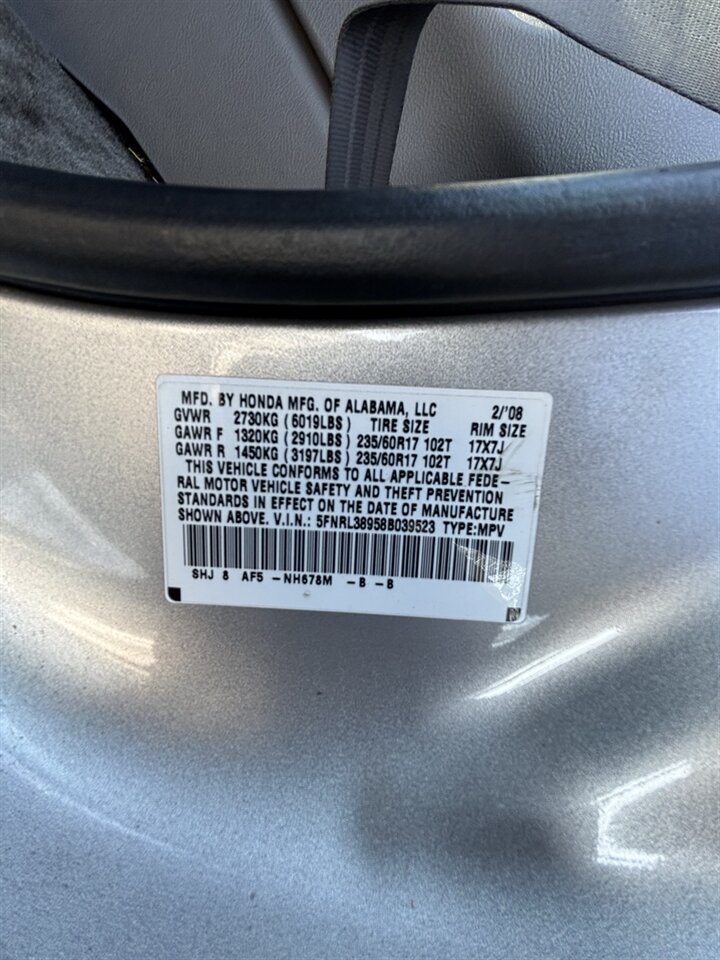 MFD. BY HONDA MFG. OF ALABAMA, LLC 2/'08
GVWR 2730KG (6019LBS) TIRE SIZE RIM SIZE
GAWR F 1320KG (2910LBS) 235/60R17 102T 17X7J
GAWR R 1450KG (3197LBS) 235/60R17 102T 17X7J
THIS VEHICLE CONFORMS TO ALL APPLICABLE FEDE-
RAL MOTOR VEHICLE SAFETY AND THEFT PREVENTION
STANDARDS IN EFFECT ON THE DATE OF MANUFACTURE
SHOWN ABOVE. V.I.N.: 5FNRL38958B039523 TYPE:MPV
SHJ 8 AF5 -NH678M -B -B